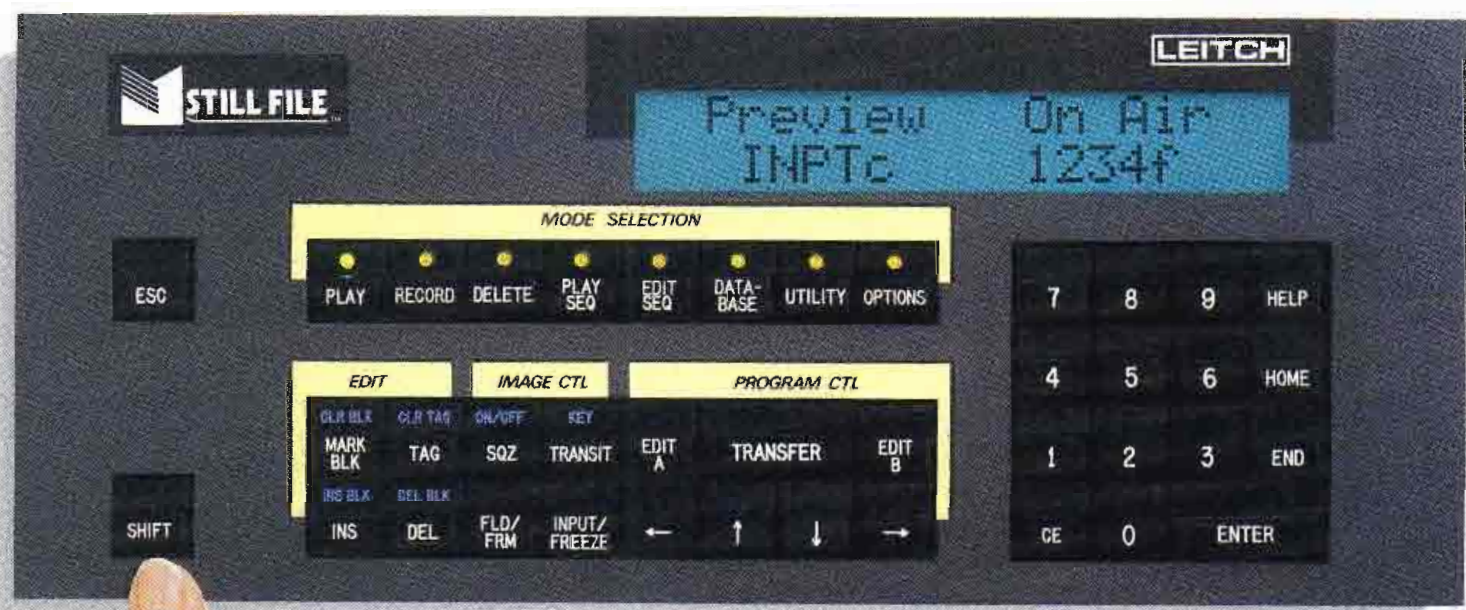 LEITCH
STILL FILE™
Preview On Air
INPTc 1234f
MODE SELECTION
PLAY RECORD DELETE PLAY SEQ EDIT SEQ DATA-BASE UTILITY OPTIONS
ESC
7 8 9 HELP
EDIT IMAGE CTL PROGRAM CTL
4 5 6 HOME
CLR BLK CLR TAG ON/OFF KEY
MARK BLK TAG SQZ TRANSIT EDIT A TRANSFER EDIT B
1 2 3 END
INS BLK DEL BLK
SHIFT
INS DEL FLD/FRM INPUT/FREEZE ← ↑ ↓ →
CE 0 ENTER